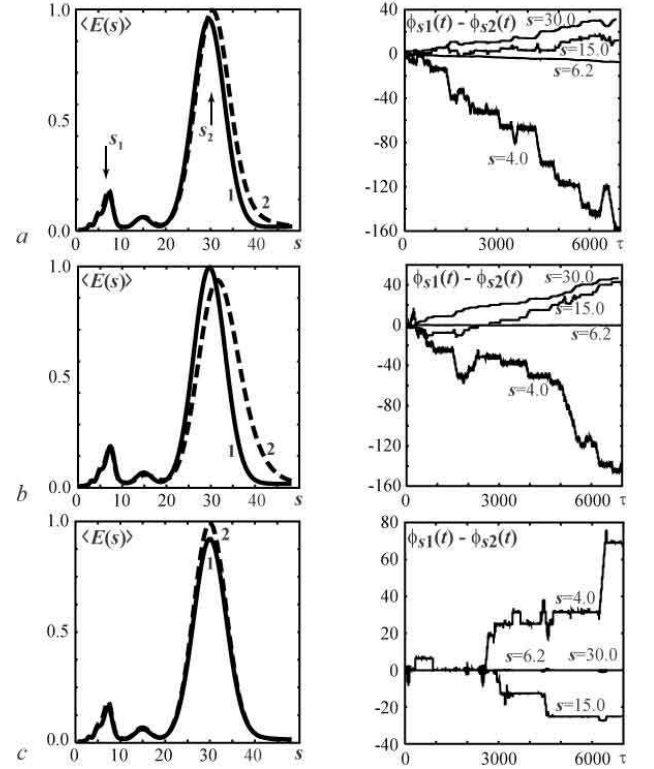 ⟨E(s)⟩
1.0
0.5
0.0
s₁
s₂
1
2
0 10 20 30 40 s
a
ϕs1(t) - ϕs2(t)
s=30.0
s=15.0
s=6.2
s=4.0
40
0
-40
-80
-120
-160
0 3000 6000 τ
⟨E(s)⟩
1.0
0.5
0.0
1
2
0 10 20 30 40 s
b
ϕs1(t) - ϕs2(t)
s=30.0
s=15.0
s=6.2
s=4.0
40
0
-40
-80
-120
-160
0 3000 6000 τ
⟨E(s)⟩
1.0
0.5
0.0
2
1
0 10 20 30 40 s
c
ϕs1(t) - ϕs2(t)
s=4.0
s=6.2 s=30.0
s=15.0
80
60
40
20
0
-20
-40
0 3000 6000 τ